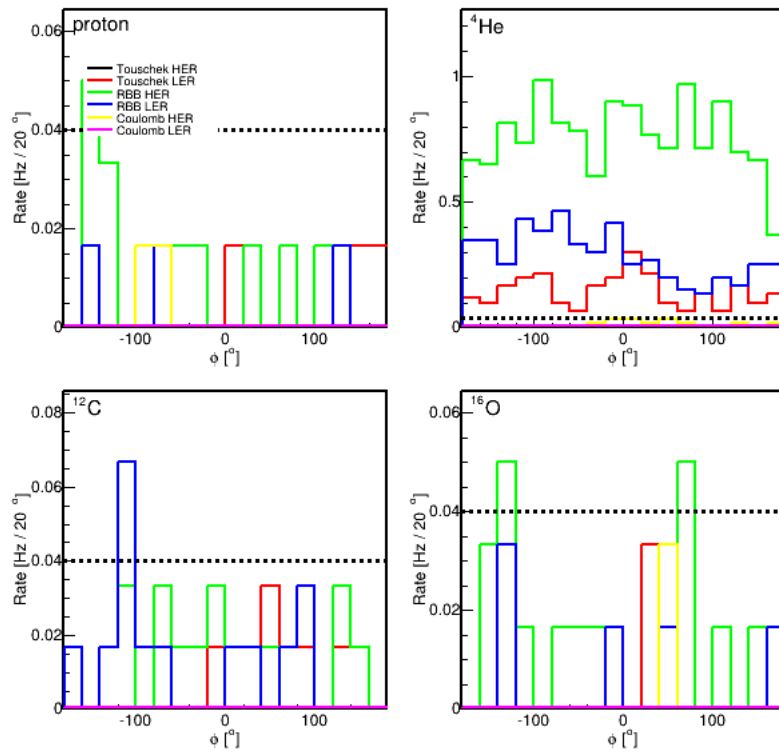 proton
0.06
0.04
0.02
0
Rate [Hz / 20 °]
Touschek HER
Touschek LER
RBB HER
RBB LER
Coulomb HER
Coulomb LER
-100 0 100
ϕ [°]
⁴He
1
0.5
0
Rate [Hz / 20 °]
-100 0 100
ϕ [°]
¹²C
0.08
0.06
0.04
0.02
0
Rate [Hz / 20 °]
-100 0 100
ϕ [°]
¹⁶O
0.06
0.04
0.02
0
Rate [Hz / 20 °]
-100 0 100
ϕ [°]